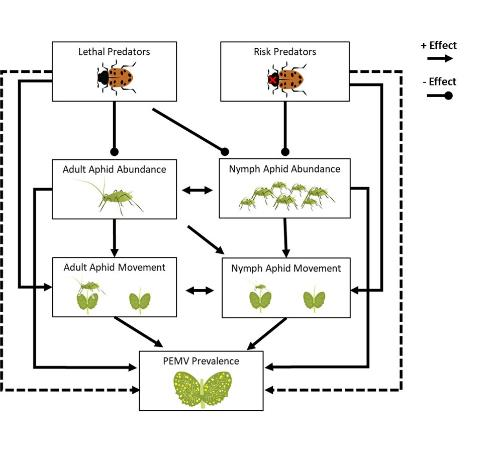 Lethal Predators
Risk Predators
+ Effect
- Effect
Adult Aphid Abundance
Nymph Aphid Abundance
Adult Aphid Movement
Nymph Aphid Movement
PEMV Prevalence